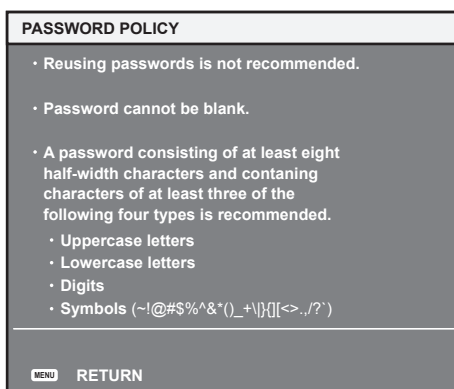 PASSWORD POLICY
・Reusing passwords is not recommended.
・Password cannot be blank.
・A password consisting of at least eight
half-width characters and contaning
characters of at least three of the
following four types is recommended.
・Uppercase letters
・Lowercase letters
・Digits
・Symbols (~!@#$%^&*()_+\|}{][<>.,/?`)
MENU RETURN